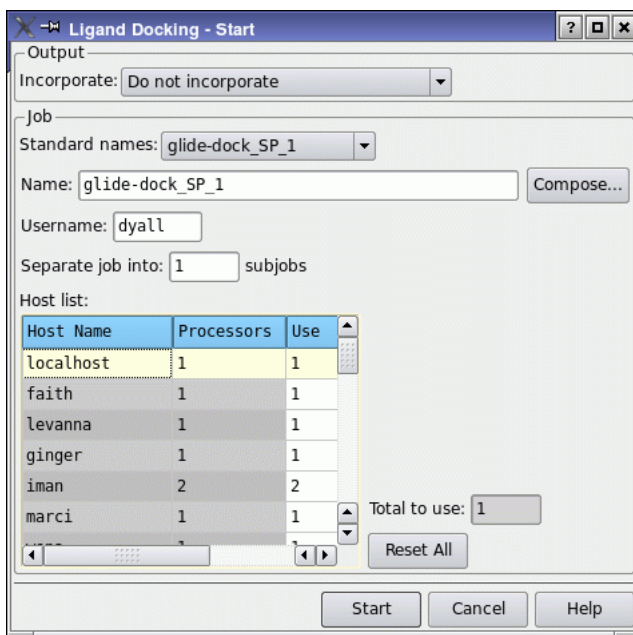 Ligand Docking - Start
Output
Incorporate: Do not incorporate
Job
Standard names: glide-dock_SP_1
Name: glide-dock_SP_1 Compose...
Username: dyall
Separate job into: 1 subjobs
Host list:
Host Name Processors Use
localhost 1 1
faith 1 1
levanna 1 1
ginger 1 1
iman 2 2
marci 1 1
Total to use: 1
Reset All
Start Cancel Help